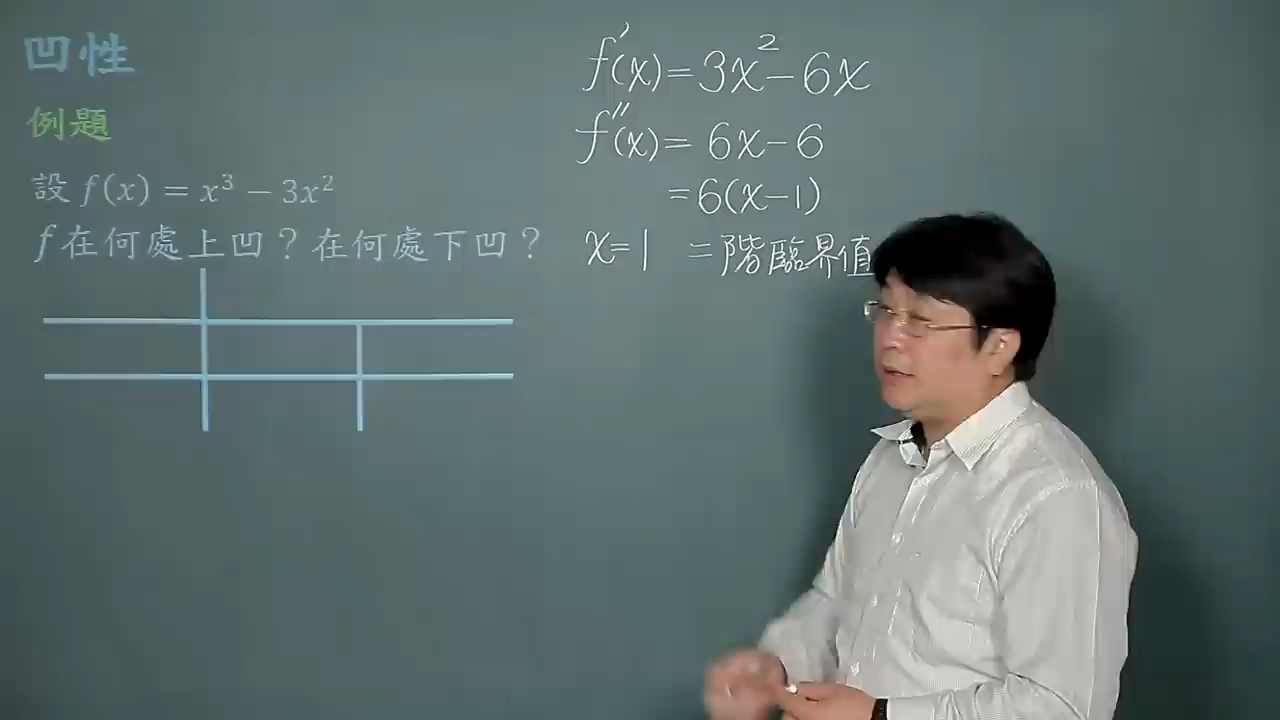 凹性
例題
設 f(x) = x³ − 3x²
f 在何處上凹？在何處下凹？
f′(x) = 3x² − 6x
f″(x) = 6x − 6
= 6(x − 1)
x = 1 二階臨界值